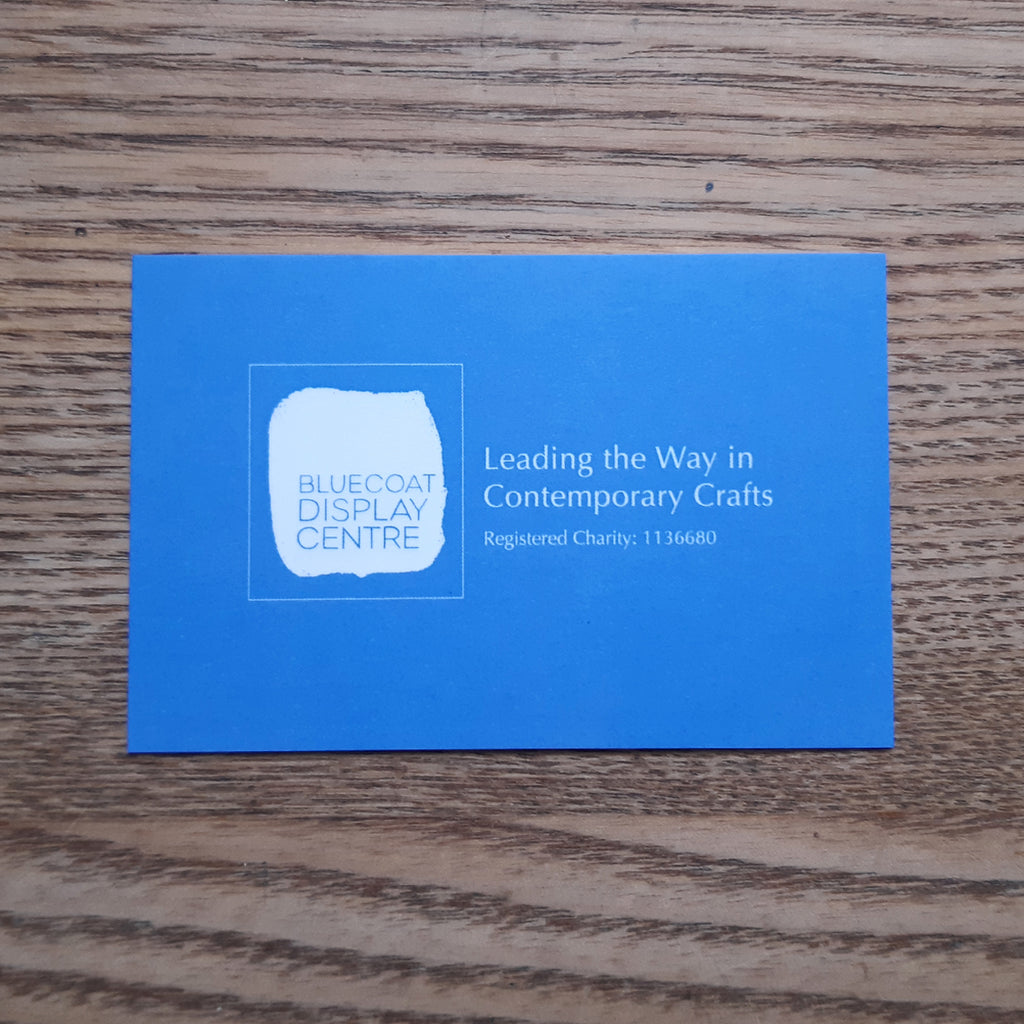 BLUECOAT
DISPLAY
CENTRE
Leading the Way in
Contemporary Crafts
Registered Charity: 1136680